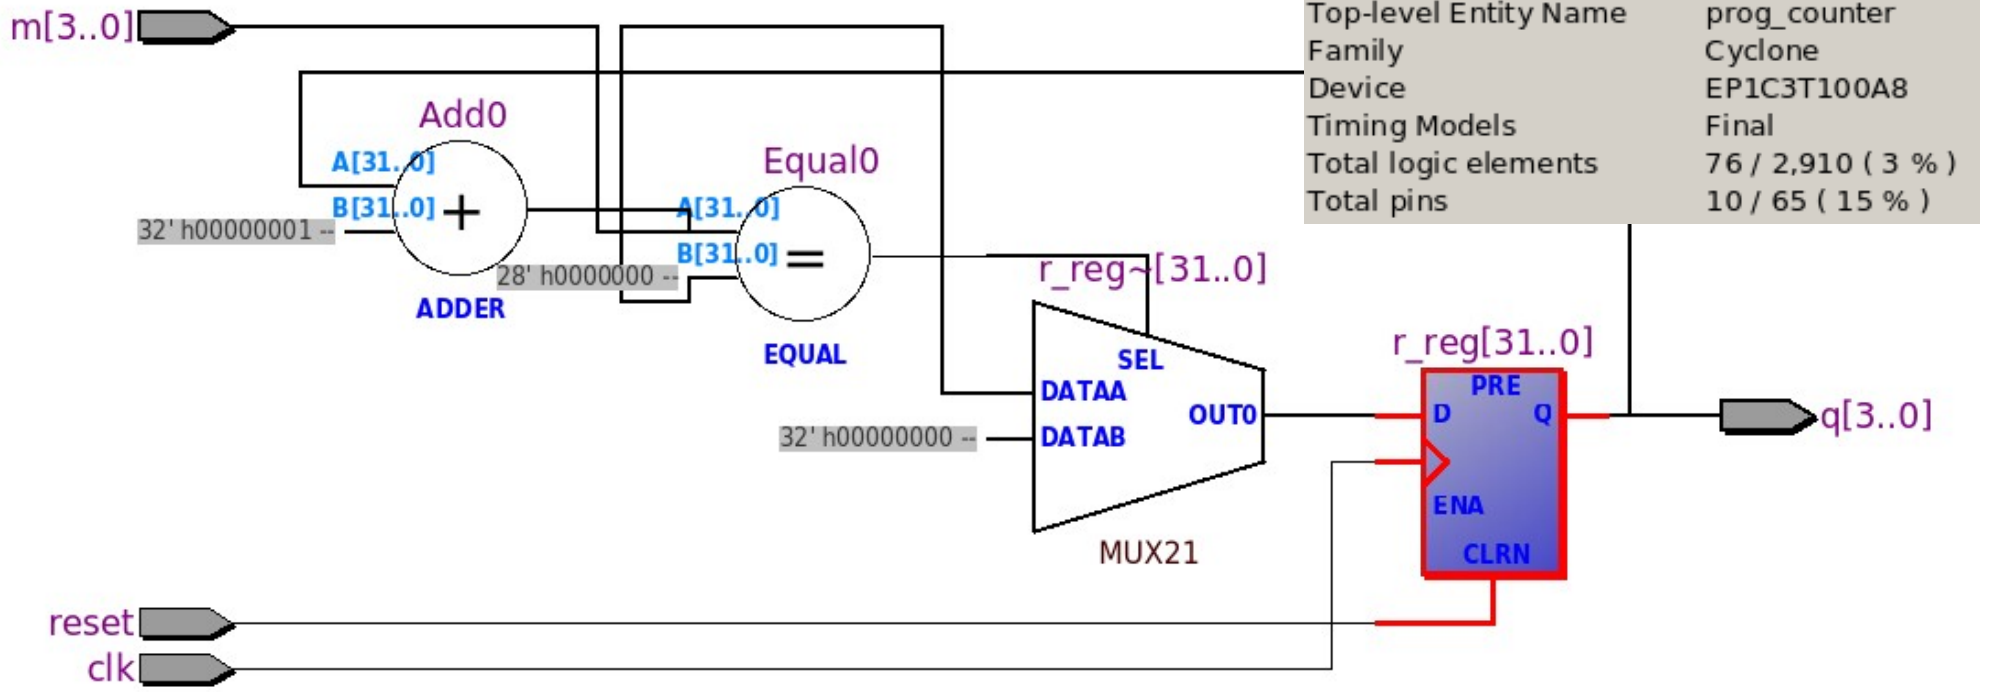 m[3..0]
Top-level Entity Name prog_counter
Family Cyclone
Device EP1C3T100A8
Timing Models Final
Total logic elements 76 / 2,910 ( 3 % )
Total pins 10 / 65 ( 15 % )
Add0
A[31..0]
B[31..0]
+
32' h00000001 --
ADDER
Equal0
A[31..0]
B[31..0]
=
28' h0000000 --
EQUAL
r_reg~[31..0]
SEL
DATAA
DATAB
OUT0
32' h00000000 --
MUX21
r_reg[31..0]
PRE
D
Q
ENA
CLRN
q[3..0]
reset
clk